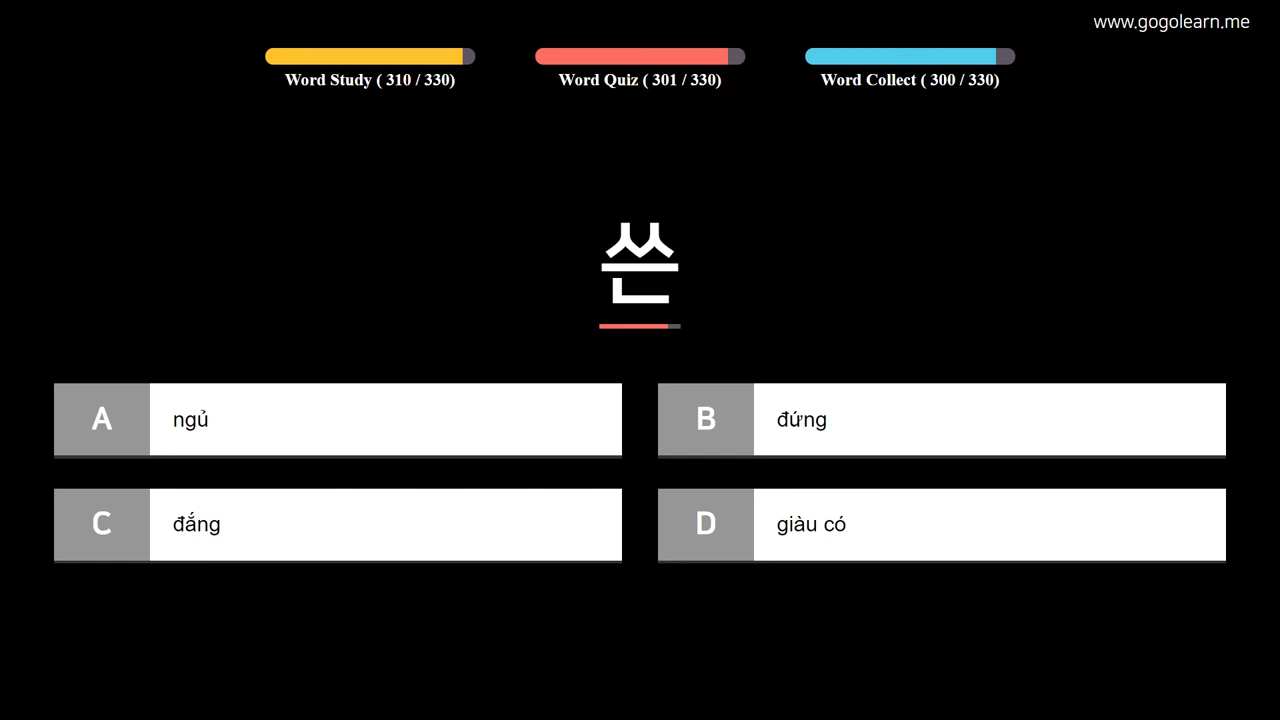 www.gogolearn.me
Word Study ( 310 / 330)
Word Quiz ( 301 / 330)
Word Collect ( 300 / 330)
쓴
A ngủ
B đứng
C đắng
D giàu có